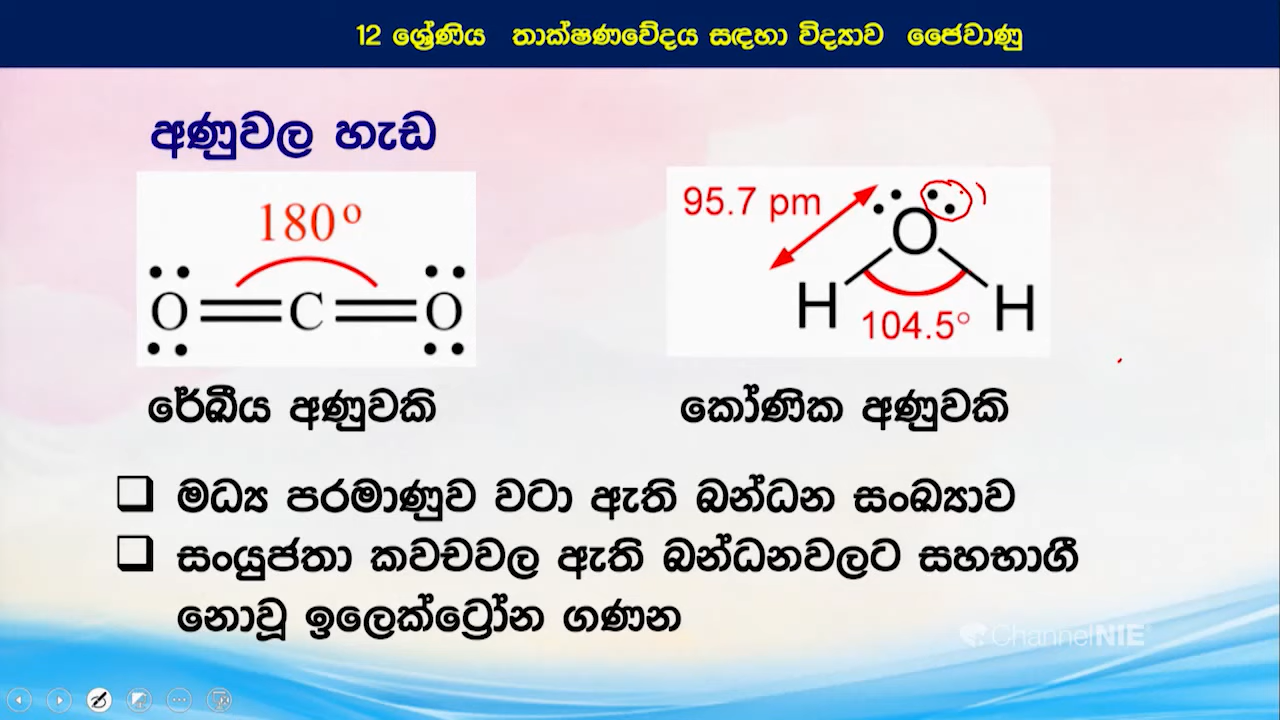 12 ශ්‍රේණිය තාක්ෂණවේදය සඳහා විද්‍යාව ජෛවාණු
අණුවල හැඩ
180°
O C O
රේඛීය අණුවකි
95.7 pm
O
H H
104.5°
කෝණික අණුවකි
❑ මධ්‍ය පරමාණුව වටා ඇති බන්ධන සංඛ්‍යාව
❑ සංයුජතා කවචවල ඇති බන්ධනවලට සහභාගී
නොවූ ඉලෙක්ට්‍රෝන ගණන
ChannelNIE